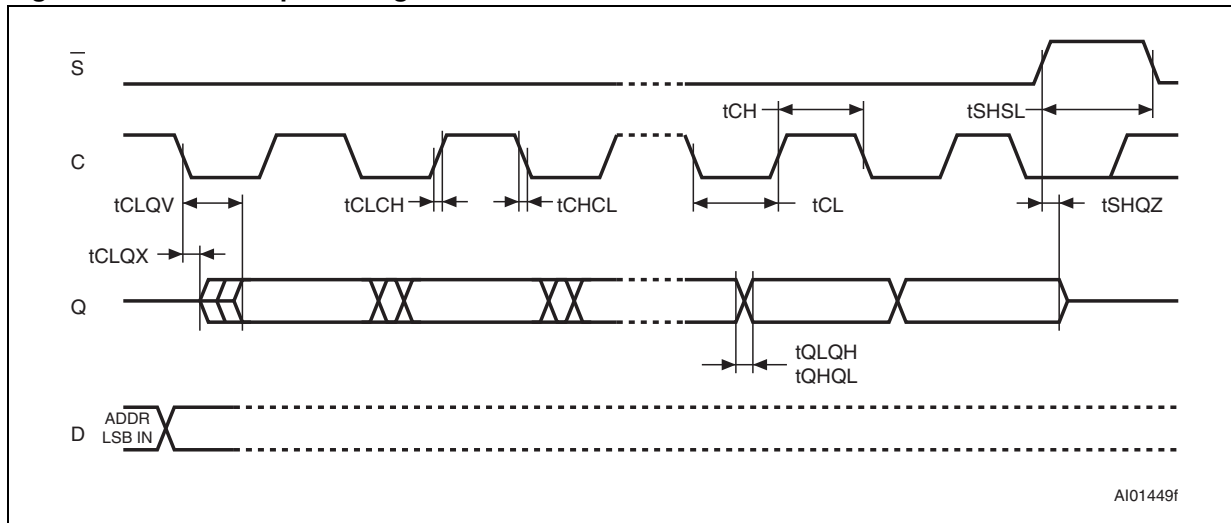 S
tCH
tSHSL
C
tCLQV
tCLCH
tCHCL
tCL
tSHQZ
tCLQX
Q
tQLQH
tQHQL
ADDR
D
LSB IN
AI01449f